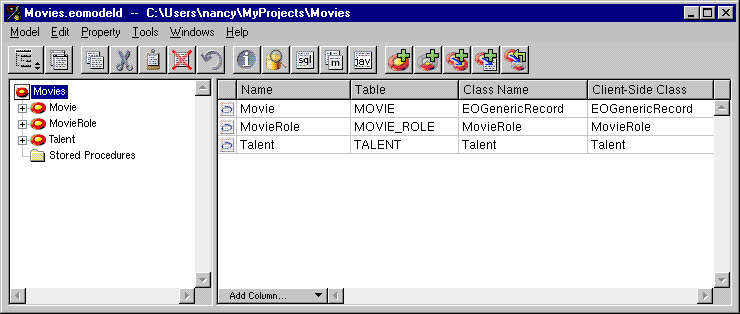 Movies.eomodeld -- C:\Users\nancy\MyProjects\Movies
Model Edit Property Tools Windows Help
sql m jav
Movies
Movie
MovieRole
Talent
Stored Procedures
Name Table Class Name Client-Side Class
Movie MOVIE EOGenericRecord EOGenericRecord
MovieRole MOVIE_ROLE MovieRole MovieRole
Talent TALENT Talent Talent
Add Column...